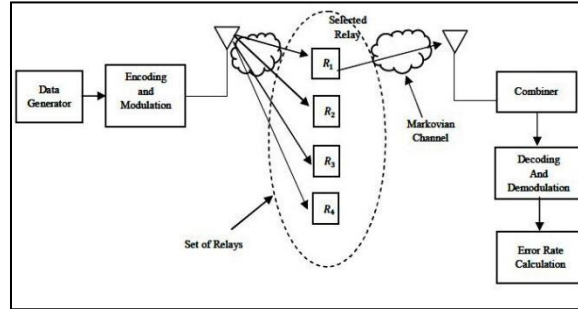 Selected
Relay
Data
Generator
Encoding
and
Modulation
R1
R2
R3
R4
Markovian
Channel
Set of Relays
Combiner
Decoding
And
Demodulation
Error Rate
Calculation